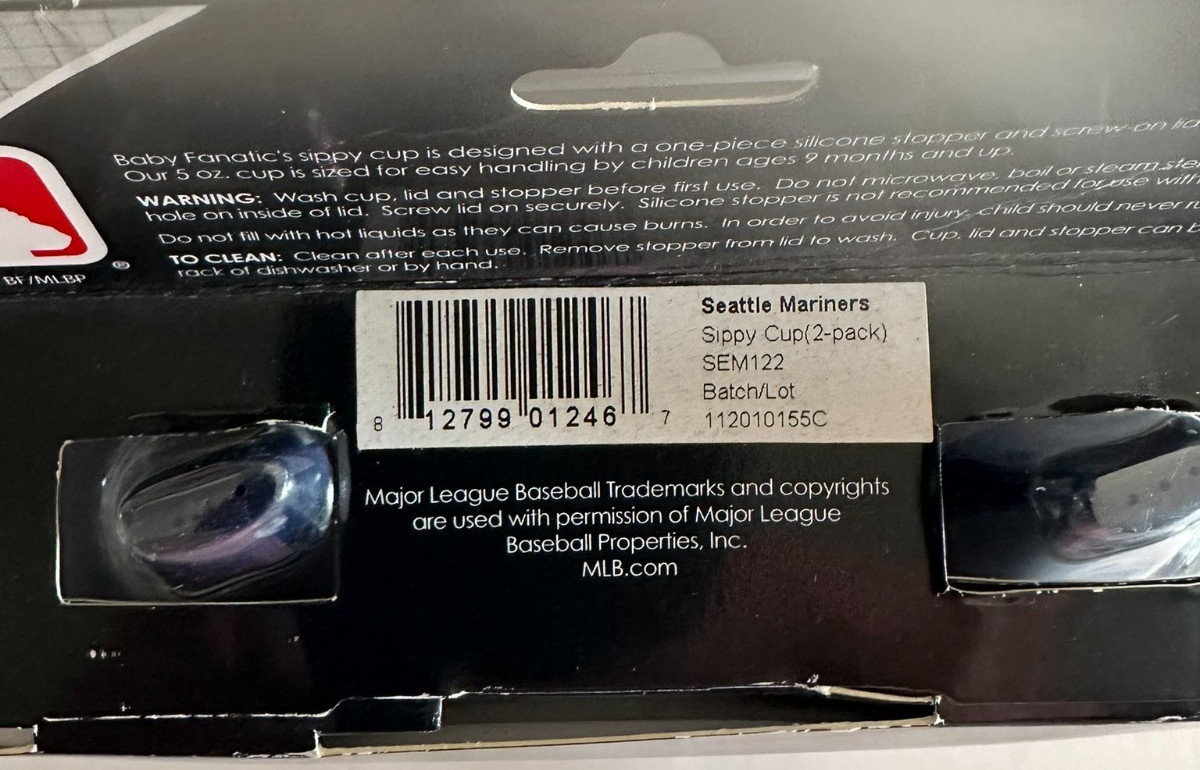 Baby Fanatic's sippy cup is designed with a one-piece silicone stopper and screw-on
Our 5 oz. cup is sized for easy handling by children ages 9 months and up.
WARNING: Wash cup, lid and stopper before first use. Do not microwave, boil or steam
hole on inside of lid. Screw lid on securely. Silicone stopper is not recommended for use with
Do not fill with hot liquids as they can cause burns. In order to avoid injury, child should never
TO CLEAN: Clean after each use. Remove stopper from lid to wash. Cup, lid and stopper can
rack of dishwasher or by hand.
®
BF/MLBP
Seattle Mariners
Sippy Cup(2-pack)
SEM122
Batch/Lot
112010155C
8 12799 01246 7
Major League Baseball Trademarks and copyrights
are used with permission of Major League
Baseball Properties, Inc.
MLB.com